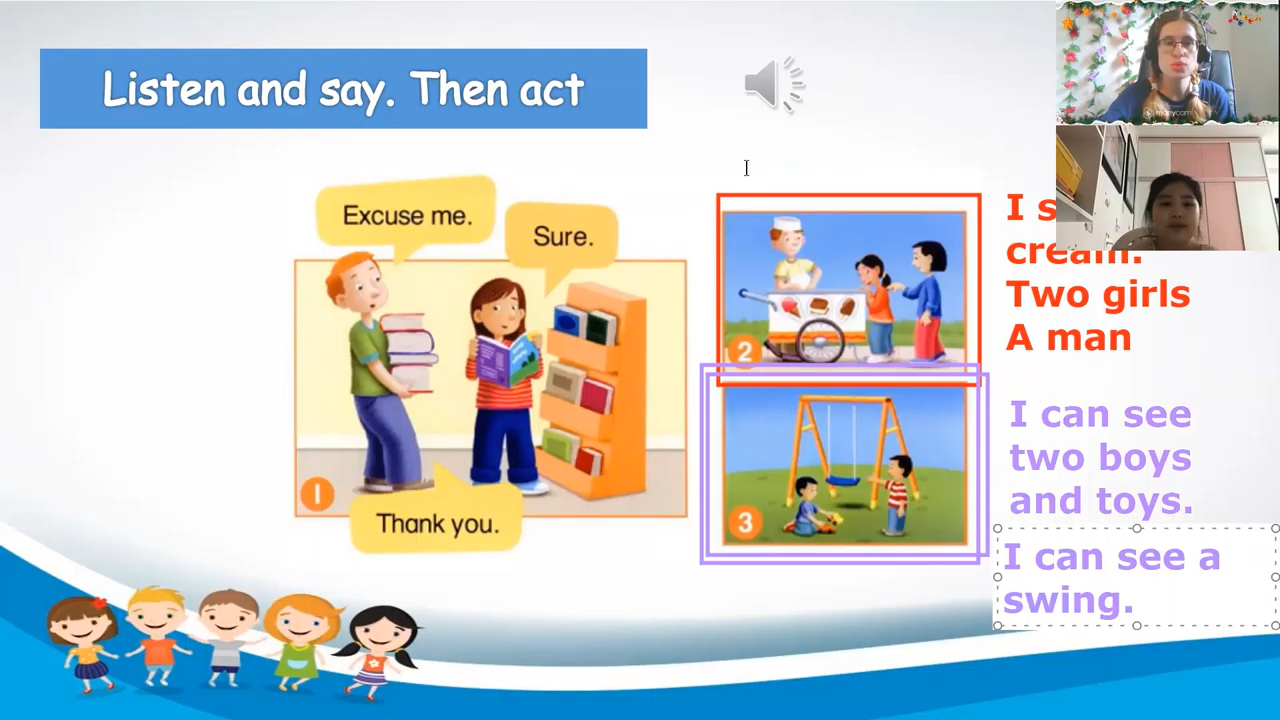 Listen and say. Then act
Excuse me.
Sure.
Thank you.
1
2
3
I
cream.
Two girls
A man
I can see
two boys
and toys.
I can see a
swing.
manycam